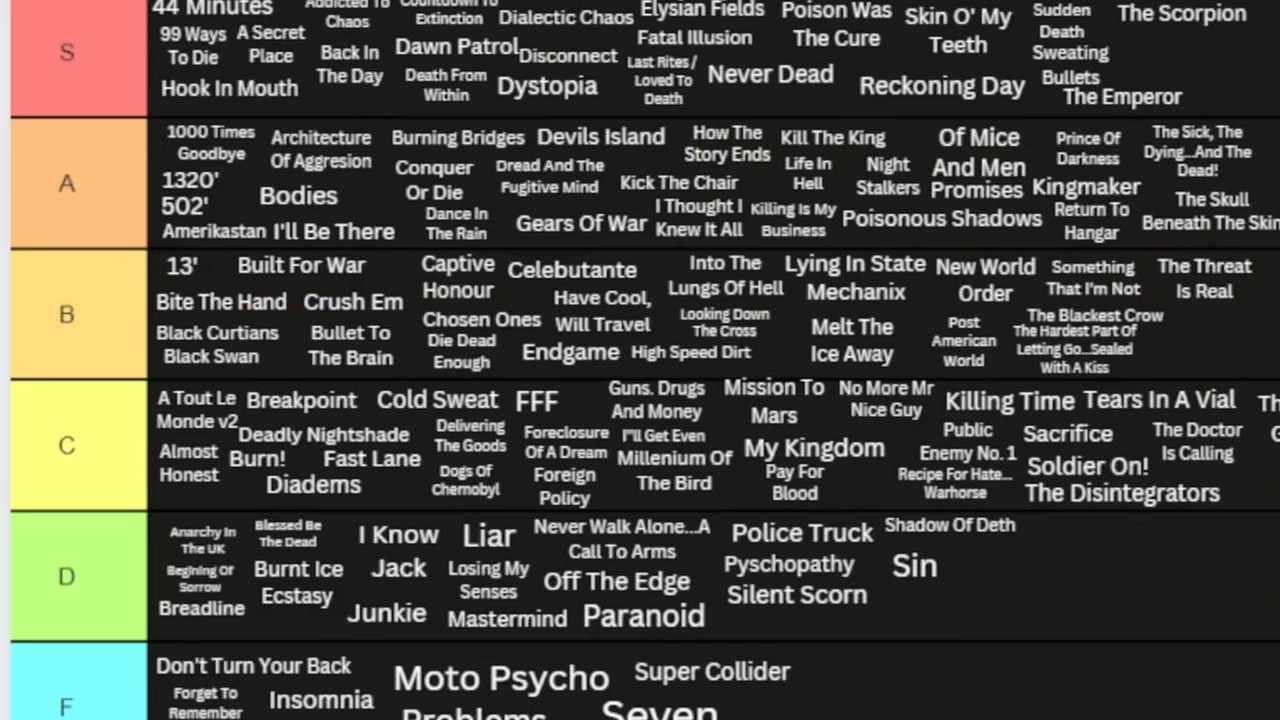 S
44 Minutes
Addicted To
Chaos
Countdown To
Extinction
Dialectic Chaos
Elysian Fields
Poison Was
The Cure
Skin O' My
Teeth
Sudden
Death
Sweating
Bullets
The Scorpion
99 Ways
To Die
A Secret
Place
Back In
The Day
Dawn Patrol
Disconnect
Fatal Illusion
Last Rites /
Loved To
Death
Never Dead
Hook In Mouth
Death From
Within
Dystopia
Reckoning Day
The Emperor
A
1000 Times
Goodbye
Architecture
Of Aggresion
Burning Bridges
Devils Island
How The
Story Ends
Kill The King
Of Mice
And Men
Prince Of
Darkness
The Sick, The
Dying...And The
Dead!
1320'
502'
Bodies
Conquer
Or Die
Dread And The
Fugitive Mind
Kick The Chair
Life In
Hell
Night
Stalkers
Promises
Kingmaker
The Skull
Beneath The Skin
Amerikastan
I'll Be There
Dance In
The Rain
Gears Of War
I Thought I
Knew It All
Killing Is My
Business
Poisonous Shadows
Return To
Hangar
B
13'
Built For War
Captive
Honour
Celebutante
Into The
Lungs Of Hell
Lying In State
New World
Order
Something
That I'm Not
The Threat
Is Real
Bite The Hand
Crush Em
Have Cool,
Will Travel
Mechanix
Black Curtians
Bullet To
The Brain
Chosen Ones
Looking Down
The Cross
Melt The
Ice Away
Post
American
World
The Blackest Crow
The Hardest Part Of
Letting Go...Sealed
With A Kiss
Black Swan
Die Dead
Enough
Endgame
High Speed Dirt
C
A Tout Le
Monde v2
Breakpoint
Cold Sweat
FFF
Guns. Drugs
And Money
Mission To
Mars
No More Mr
Nice Guy
Killing Time
Tears In A Vial
Th
Deadly Nightshade
Delivering
The Goods
Foreclosure
Of A Dream
I'll Get Even
My Kingdom
Public
Enemy No. 1
Sacrifice
The Doctor
Is Calling
Almost
Honest
Burn!
Fast Lane
Diadems
Dogs Of
Chernobyl
Foreign
Policy
Millenium Of
The Bird
Pay For
Blood
Recipe For Hate...
Warhorse
Soldier On!
The Disintegrators
D
Anarchy In
The UK
Blessed Be
The Dead
I Know
Jack
Liar
Never Walk Alone...A
Call To Arms
Police Truck
Shadow Of Deth
Begining Of
Sorrow
Burnt Ice
Losing My
Senses
Off The Edge
Pyschopathy
Sin
Breadline
Ecstasy
Junkie
Mastermind
Paranoid
Silent Scorn
F
Don't Turn Your Back
Moto Psycho
Super Collider
Forget To
Remember
Insomnia
Problems
Seven